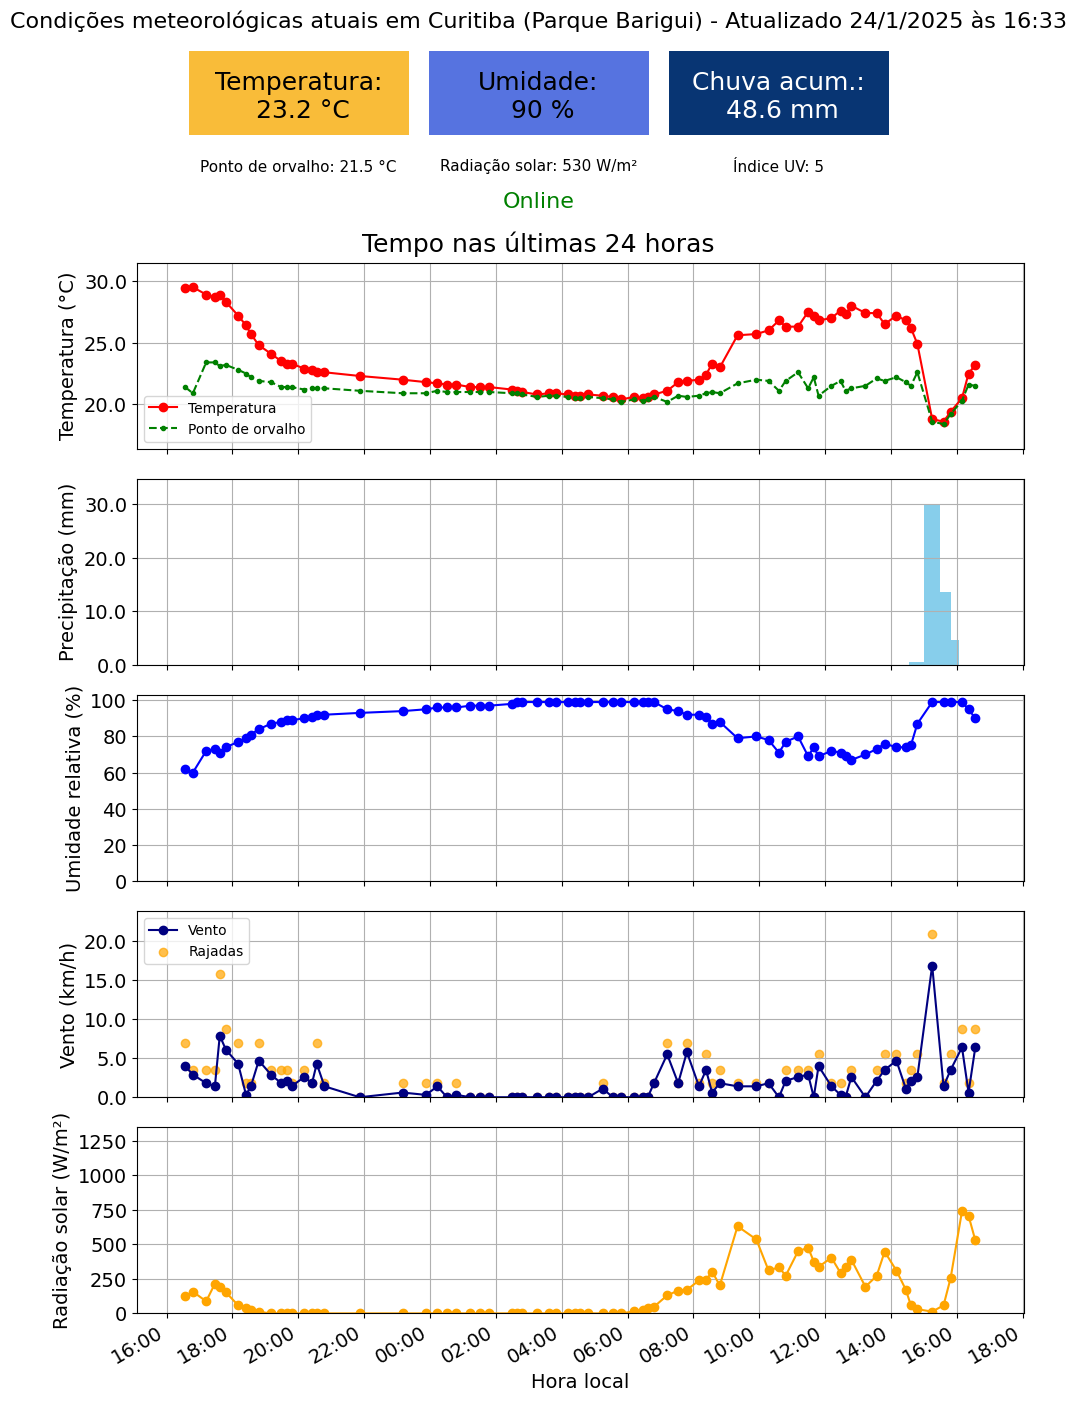 Condições meteorológicas atuais em Curitiba (Parque Barigui) - Atualizado 24/1/2025 às 16:33
Temperatura:
23.2 °C
Umidade:
90 %
Chuva acum.:
48.6 mm
Ponto de orvalho: 21.5 °C
Radiação solar: 530 W/m²
Índice UV: 5
Online
Tempo nas últimas 24 horas
Temperatura (°C)
30.0
25.0
20.0
Temperatura
Ponto de orvalho
Precipitação (mm)
30.0
20.0
10.0
0.0
Umidade relativa (%)
100
80
60
40
20
0
Vento (km/h)
20.0
15.0
10.0
5.0
0.0
Vento
Rajadas
Radiação solar (W/m²)
1250
1000
750
500
250
0
16:00 18:00 20:00 22:00 00:00 02:00 04:00 06:00 08:00 10:00 12:00 14:00 16:00 18:00
Hora local